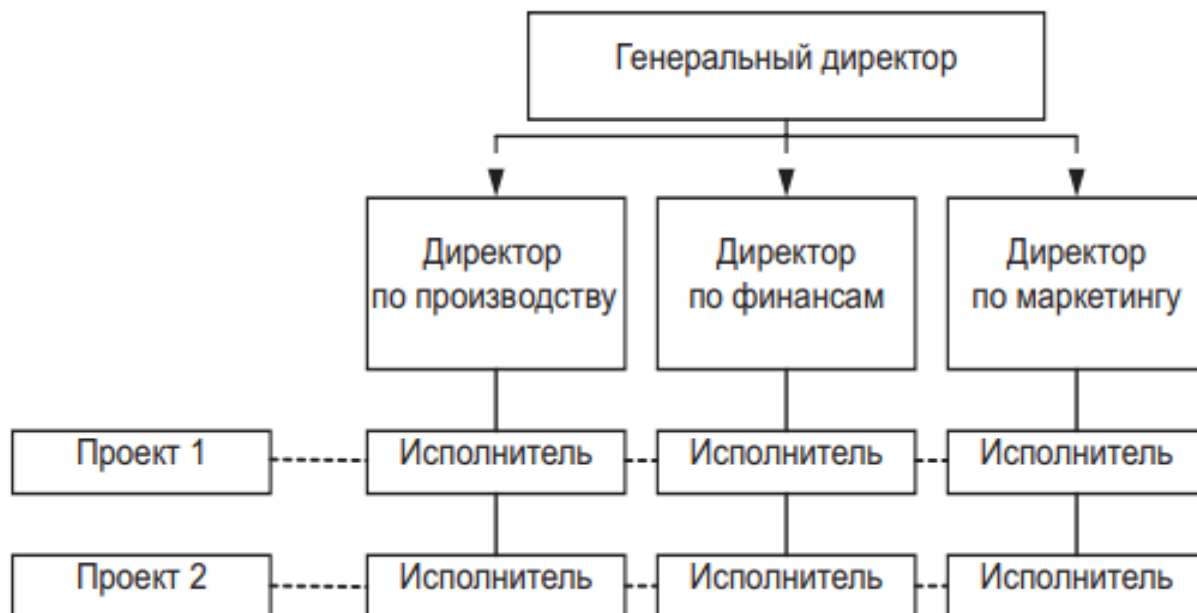 Генеральный директор
Директор
по производству
Директор
по финансам
Директор
по маркетингу
Проект 1
Исполнитель
Исполнитель
Исполнитель
Проект 2
Исполнитель
Исполнитель
Исполнитель